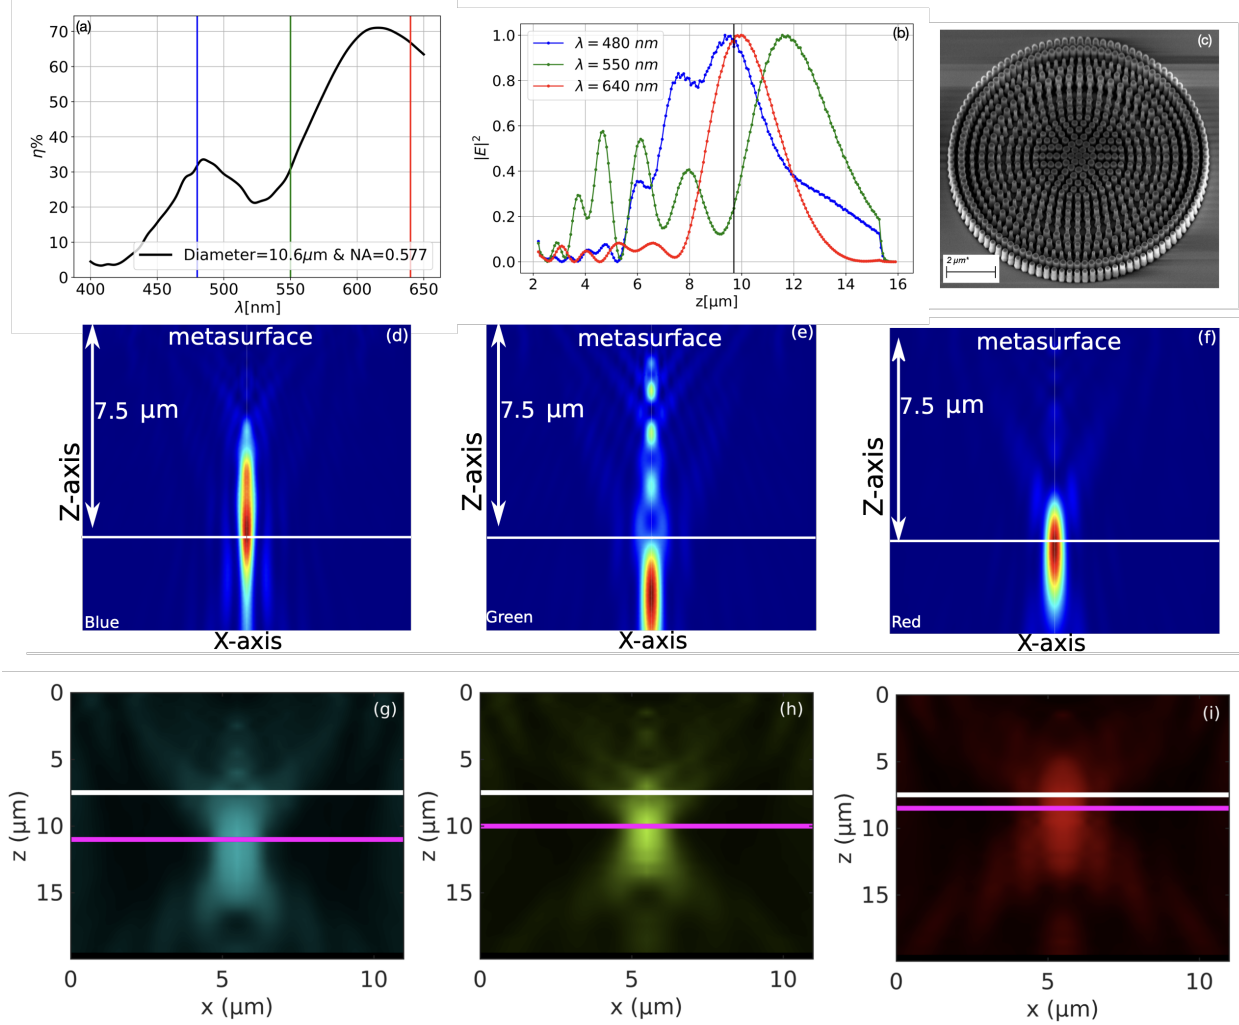 (a)
70
60
50
40
30
20
10
0
η%
400 450 500 550 600 650
λ[nm]
Diameter=10.6μm & NA=0.577
(b)
1.0
0.8
0.6
0.4
0.2
0.0
|E|²
2 4 6 8 10 12 14 16
z[μm]
λ = 480 nm
λ = 550 nm
λ = 640 nm
(c)
2 μm*
metasurface (d)
7.5 μm
Z-axis
Blue
X-axis
metasurface (e)
7.5 μm
Z-axis
Green
X-axis
metasurface (f)
7.5 μm
Z-axis
Red
X-axis
(g)
0
5
10
15
z (μm)
0 5 10
x (μm)
(h)
0
5
10
15
z (μm)
0 5 10
x (μm)
(i)
0
5
10
15
z (μm)
0 5 10
x (μm)